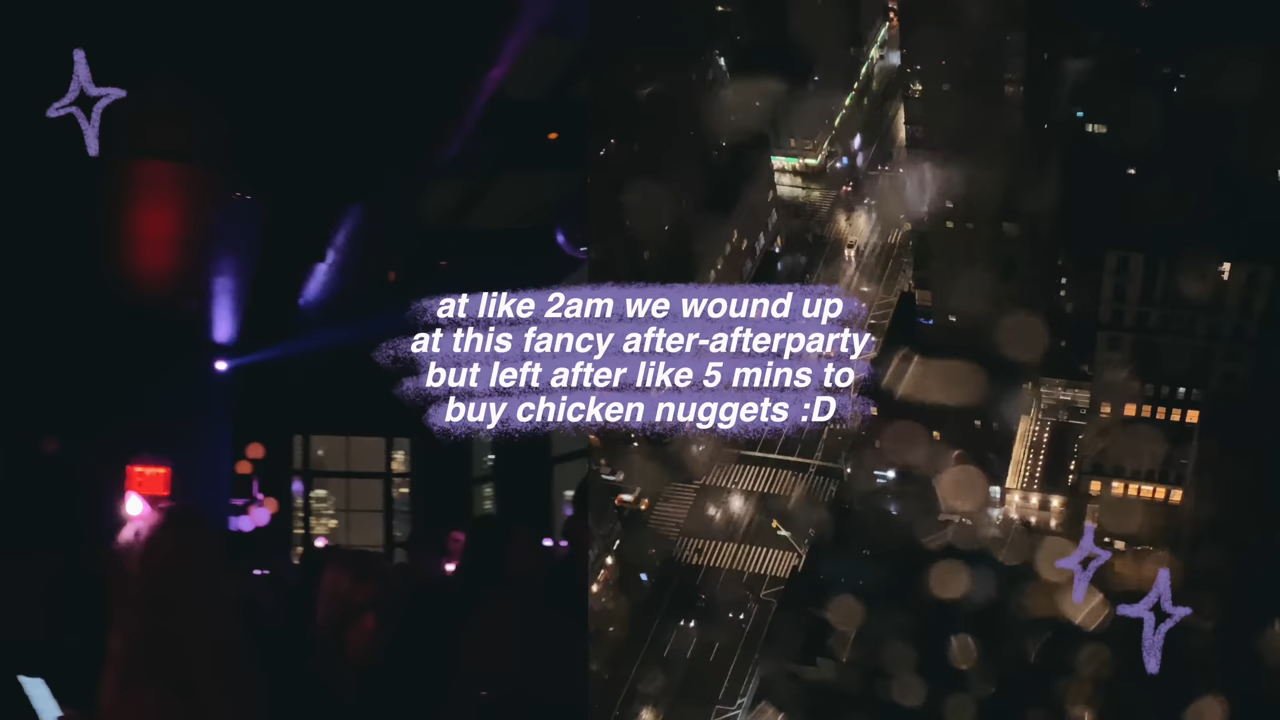 at like 2am we wound up
at this fancy after-afterparty
but left after like 5 mins to
buy chicken nuggets :D